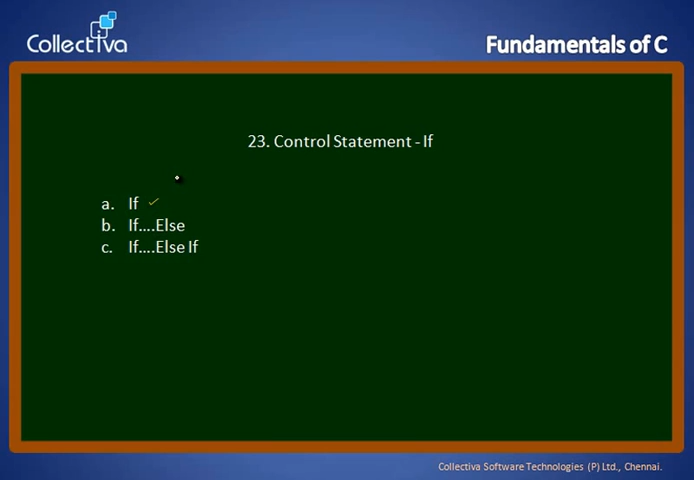 Collectiva
Fundamentals of C
23. Control Statement - If
a. If
b. If....Else
c. If....Else If
Collectiva Software Technologies (P) Ltd., Chennai.